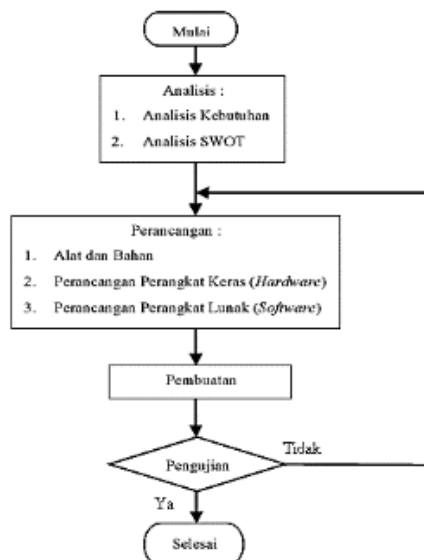 Mulai
Analisis :
1. Analisis Kebutuhan
2. Analisis SWOT
Perancangan :
1. Alat dan Bahan
2. Perancangan Perangkat Keras (Hardware)
3. Perancangan Perangkat Lunak (Software)
Pembuatan
Pengujian
Tidak
Ya
Selesai